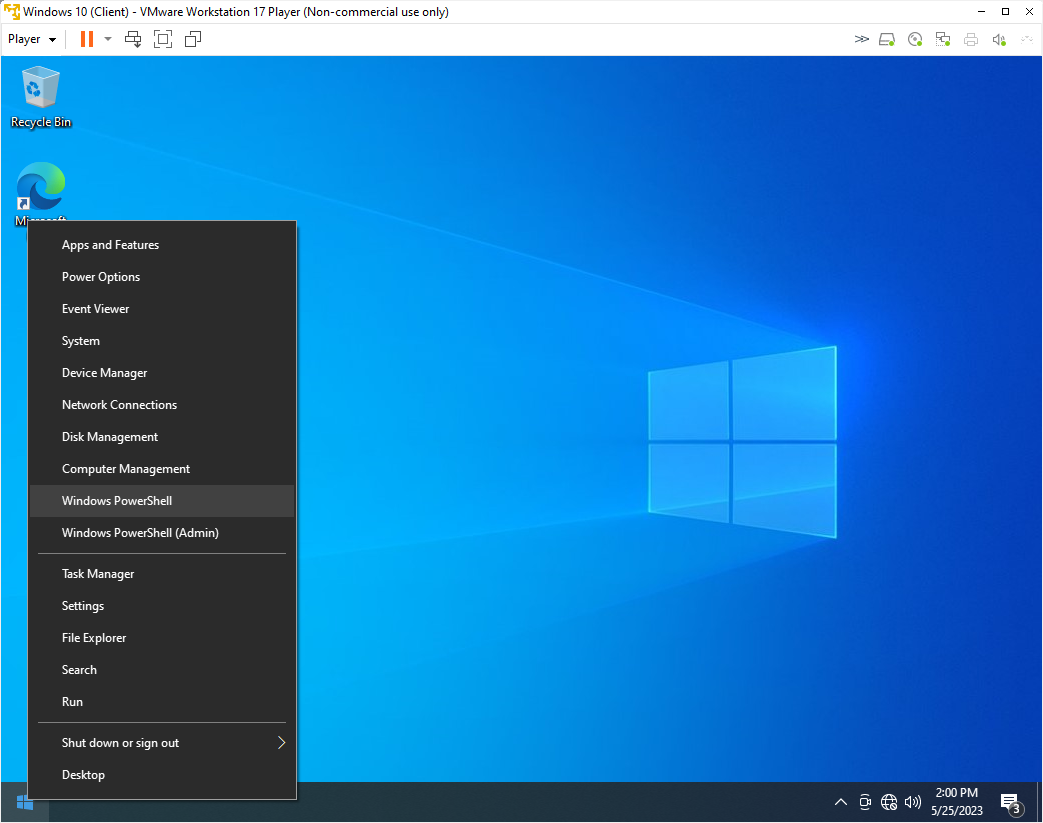 Windows 10 (Client) - VMware Workstation 17 Player (Non-commercial use only)
Player
Recycle Bin
Microsoft
Apps and Features
Power Options
Event Viewer
System
Device Manager
Network Connections
Disk Management
Computer Management
Windows PowerShell
Windows PowerShell (Admin)
Task Manager
Settings
File Explorer
Search
Run
Shut down or sign out
Desktop
2:00 PM
5/25/2023
3